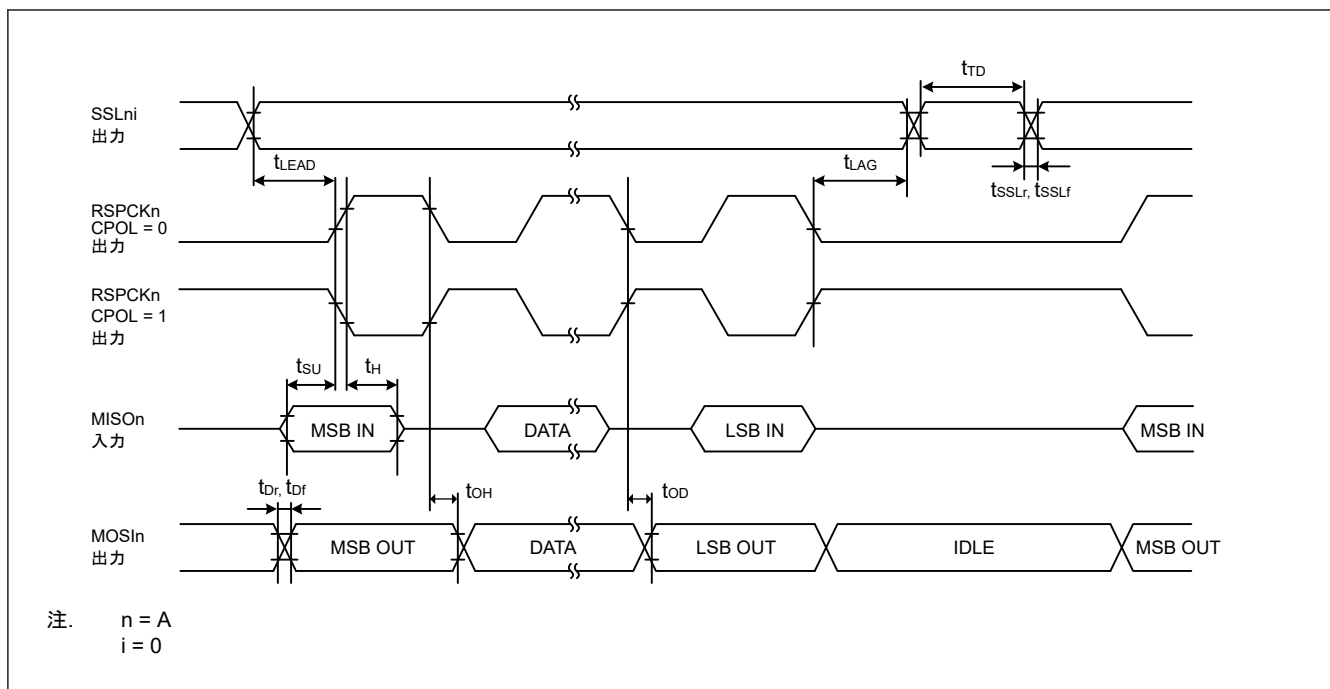 tTD
SSLni
出力
tLEAD
tLAG
tSSLr, tSSLf
RSPCKn
CPOL = 0
出力
RSPCKn
CPOL = 1
出力
tSU
tH
MISOn
入力
MSB IN
DATA
LSB IN
MSB IN
tDr, tDf
tOH
tOD
MOSIn
出力
MSB OUT
DATA
LSB OUT
IDLE
MSB OUT
注. n = A
i = 0